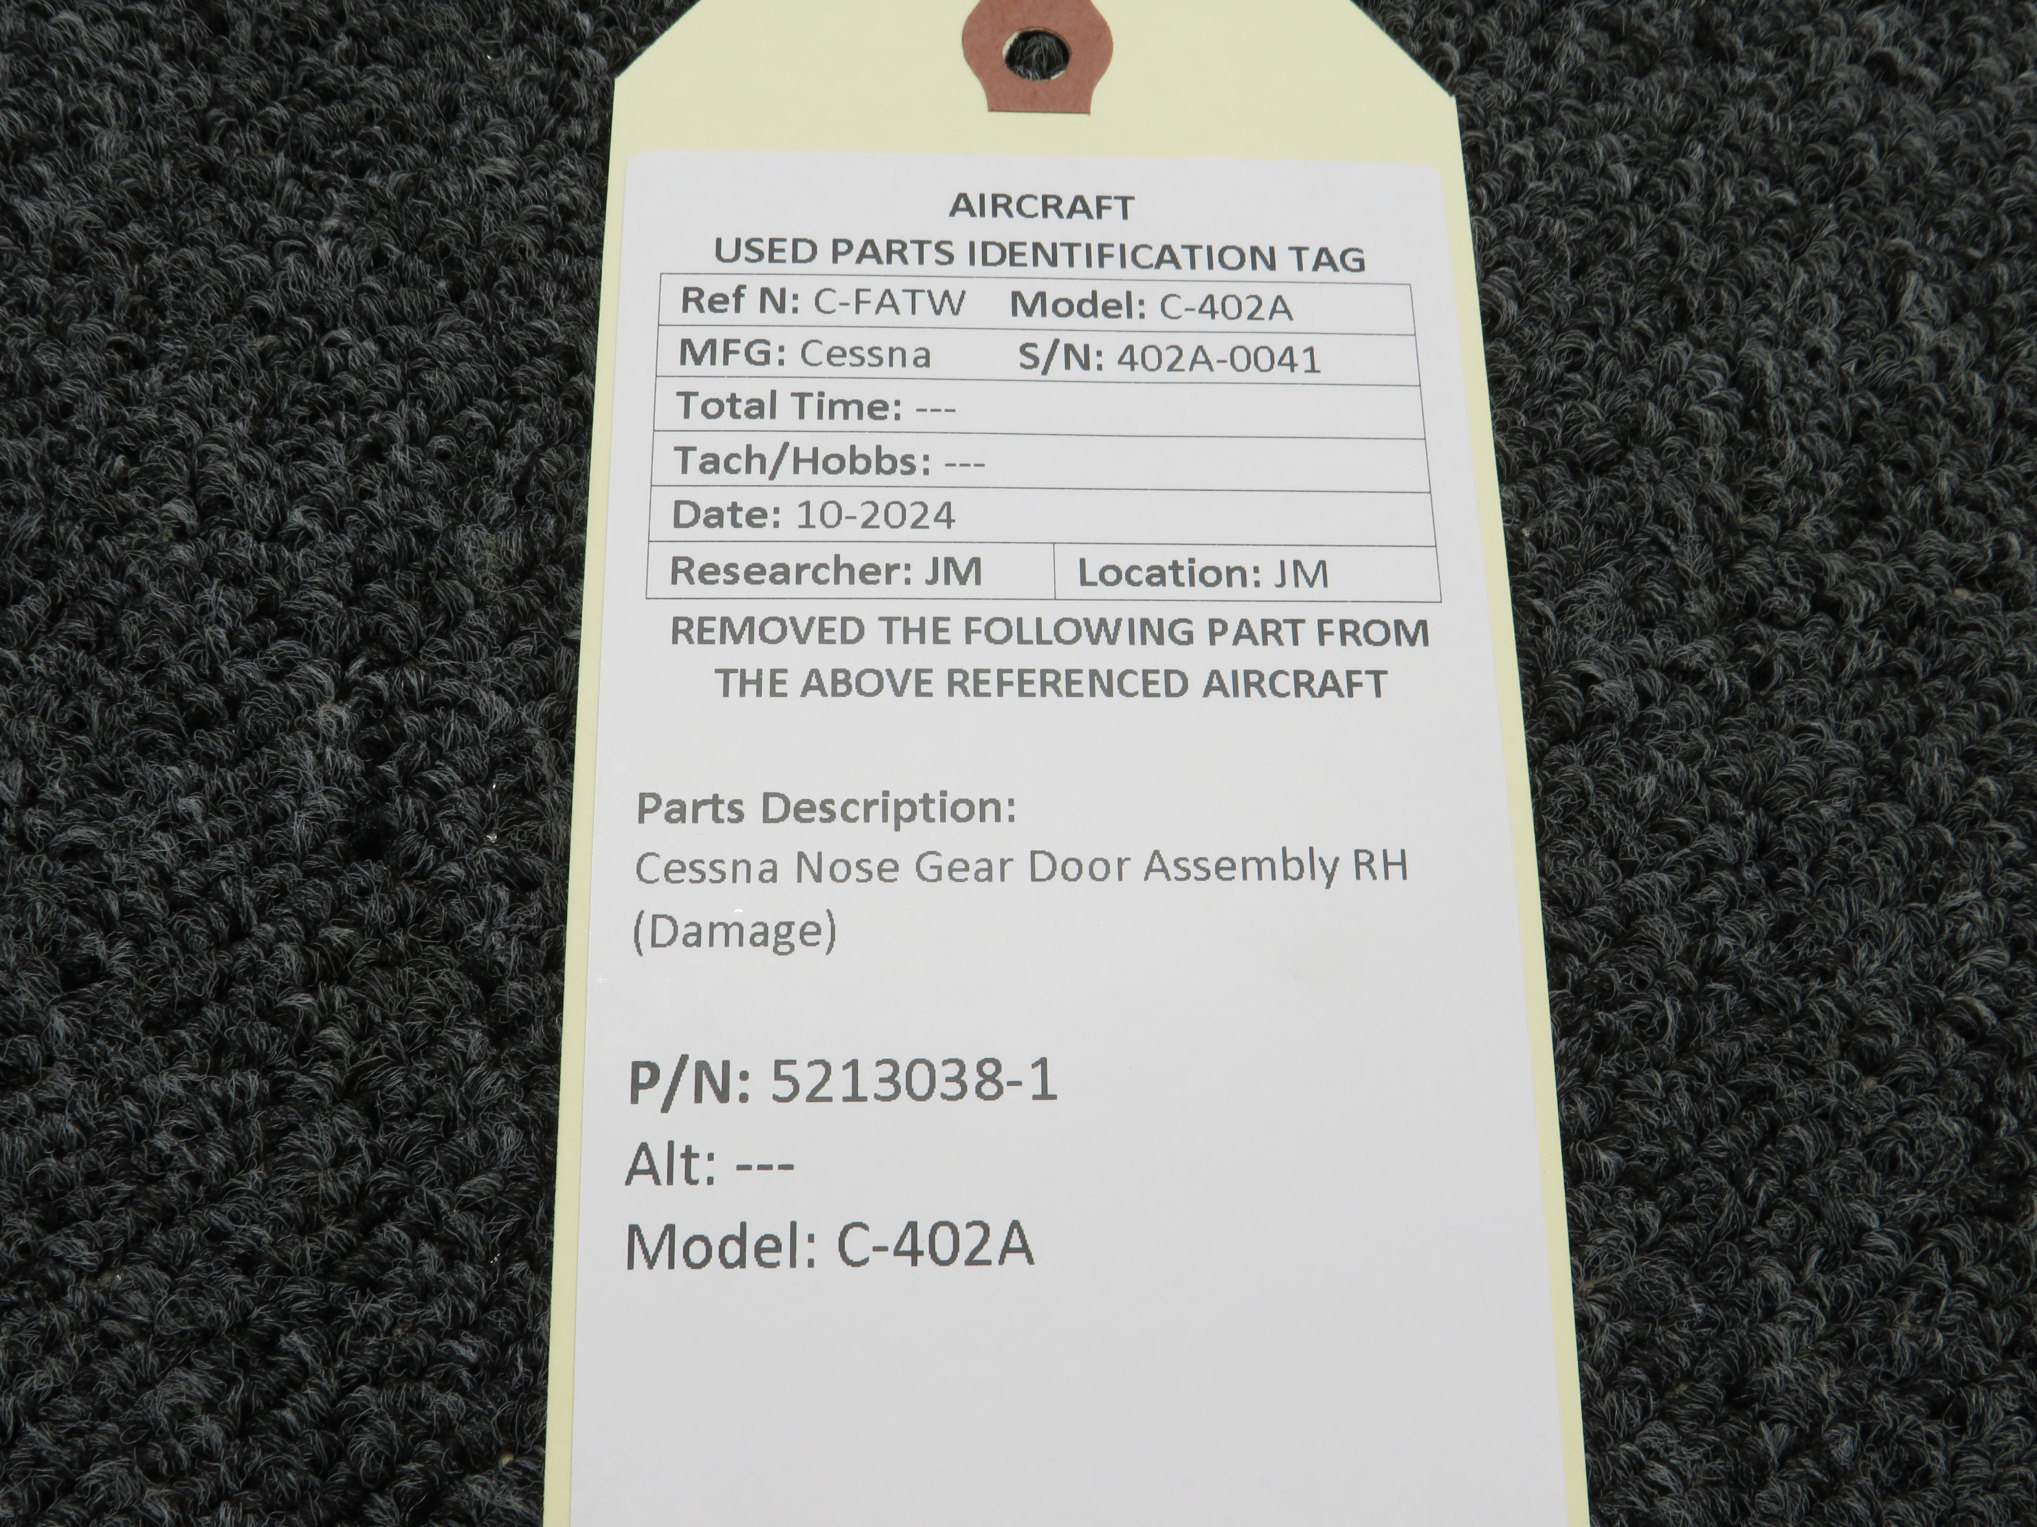 AIRCRAFT
USED PARTS IDENTIFICATION TAG
Ref N: C-FATW Model: C-402A
MFG: Cessna S/N: 402A-0041
Total Time: ---
Tach/Hobbs: ---
Date: 10-2024
Researcher: JM Location: JM
REMOVED THE FOLLOWING PART FROM
THE ABOVE REFERENCED AIRCRAFT
Parts Description:
Cessna Nose Gear Door Assembly RH
(Damage)
P/N: 5213038-1
Alt: ---
Model: C-402A